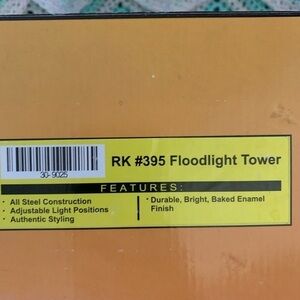 RK #395 Floodlight Tower
30-9025
FEATURES:
· All Steel Construction
· Adjustable Light Positions
· Authentic Styling
· Durable, Bright, Baked Enamel
Finish